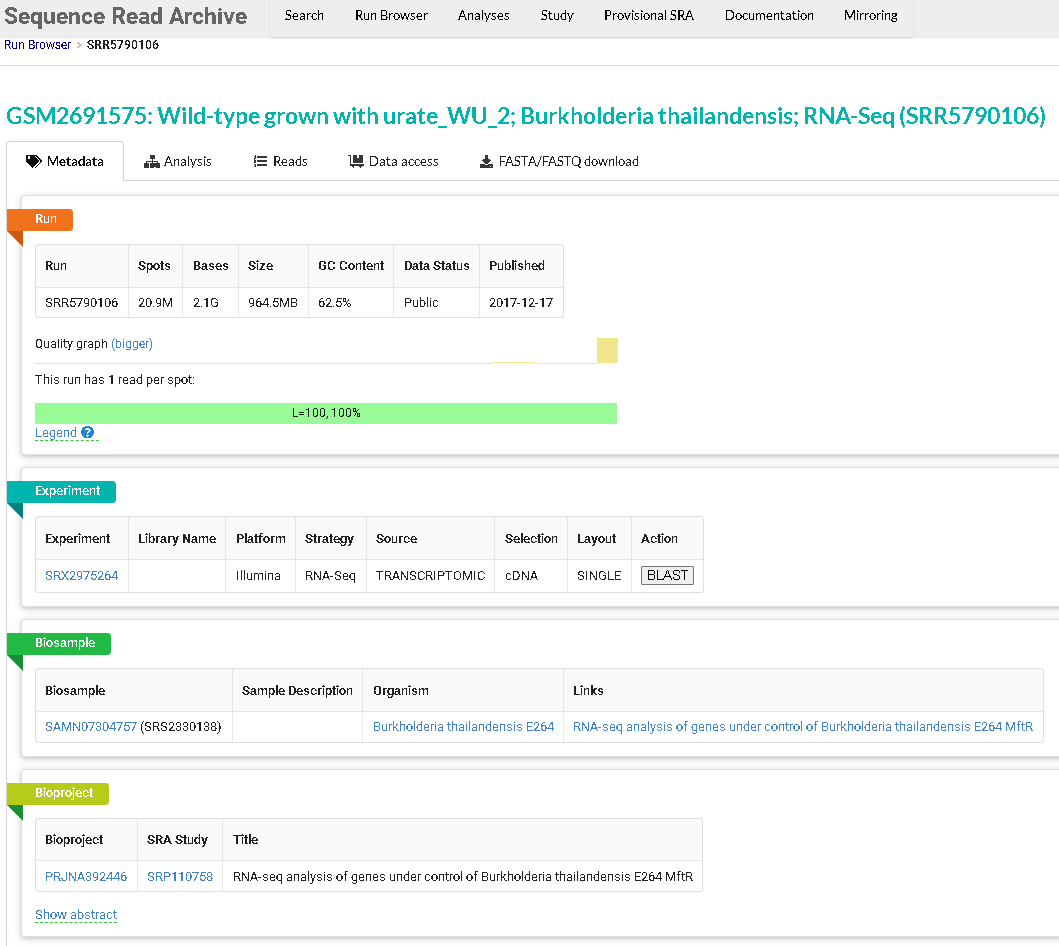 Sequence Read Archive Search Run Browser Analyses Study Provisional SRA Documentation Mirroring
Run Browser > SRR5790106
GSM2691575: Wild-type grown with urate_WU_2; Burkholderia thailandensis; RNA-Seq (SRR5790106)
Metadata Analysis Reads Data access FASTA/FASTQ download
Run
Run Spots Bases Size GC Content Data Status Published
SRR5790106 20.9M 2.1G 964.5MB 62.5% Public 2017-12-17
Quality graph (bigger)
This run has 1 read per spot:
L=100, 100%
Legend ?
Experiment
Experiment Library Name Platform Strategy Source Selection Layout Action
SRX2975264 Illumina RNA-Seq TRANSCRIPTOMIC cDNA SINGLE BLAST
Biosample
Biosample Sample Description Organism Links
SAMN07304757 (SRS2330138) Burkholderia thailandensis E264 RNA-seq analysis of genes under control of Burkholderia thailandensis E264 MftR
Bioproject
Bioproject SRA Study Title
PRJNA392446 SRP110758 RNA-seq analysis of genes under control of Burkholderia thailandensis E264 MftR
Show abstract